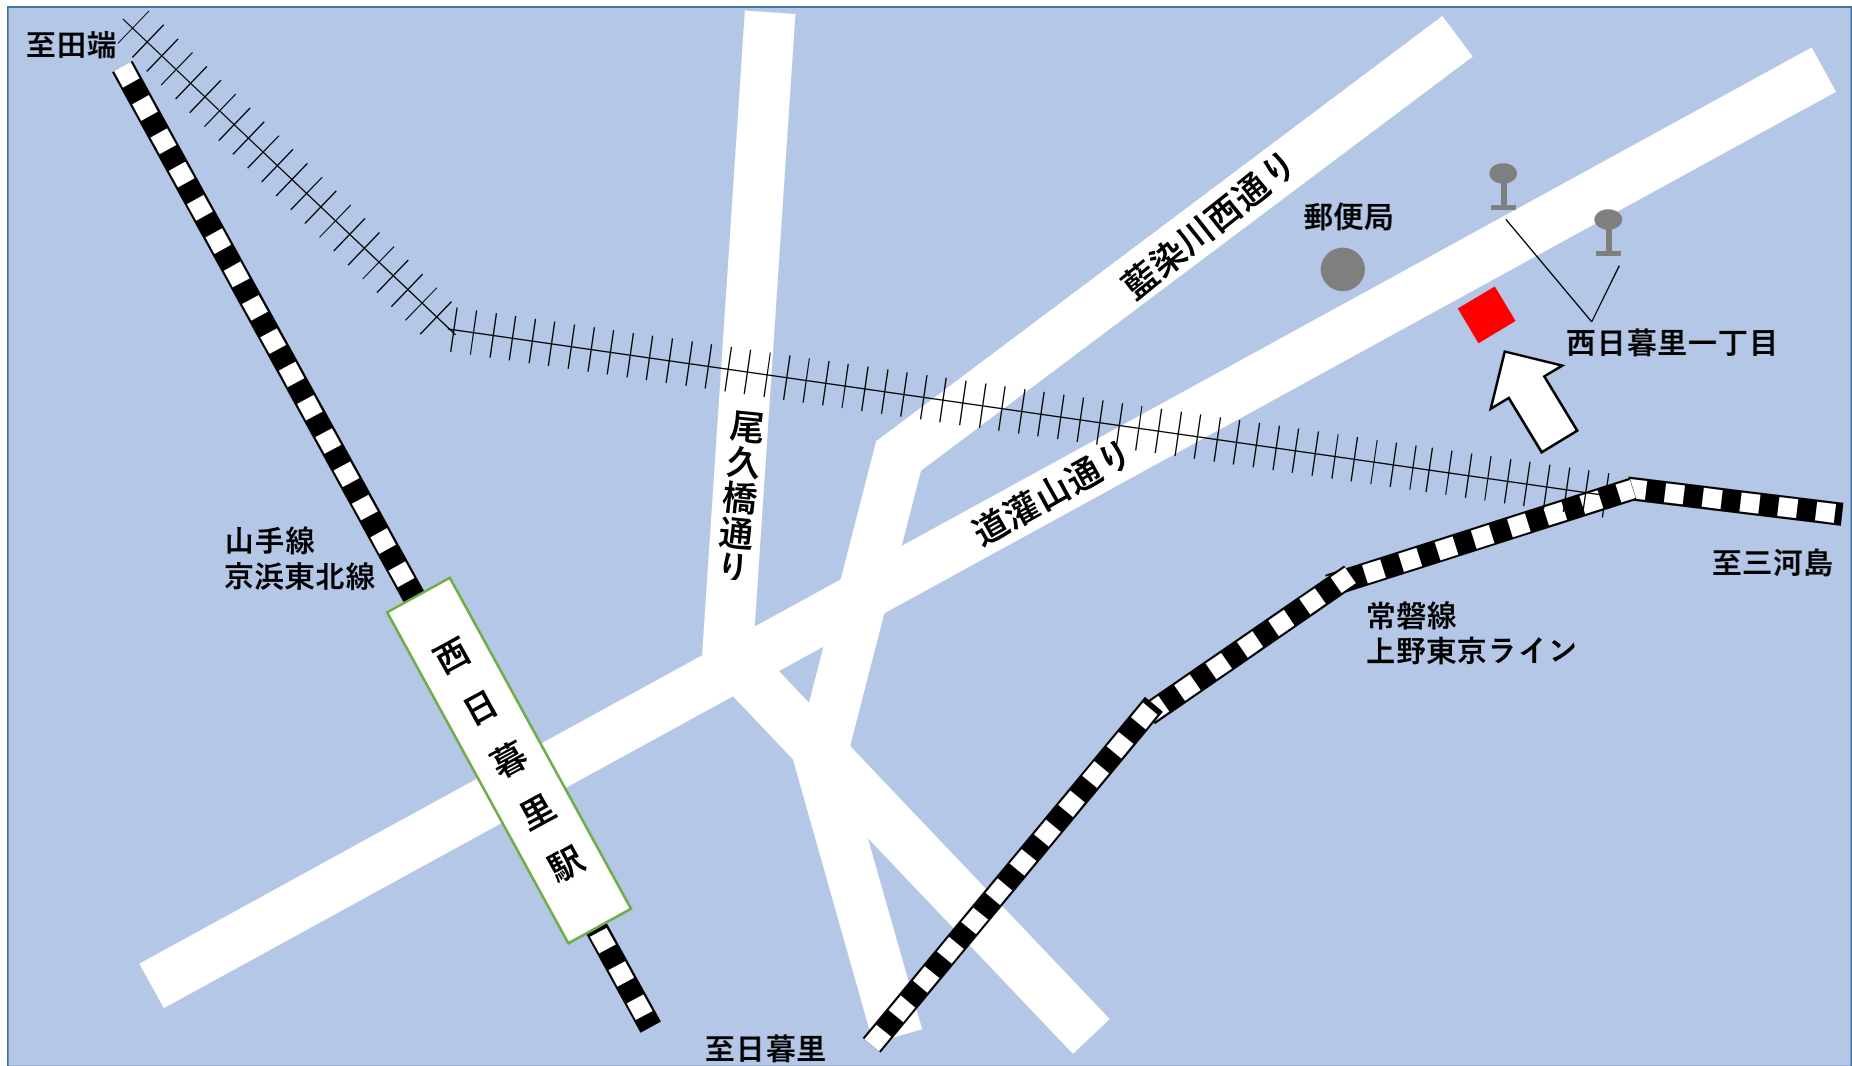 至田端
藍染川西通り
郵便局
西日暮里一丁目
尾久橋通り
道灌山通り
山手線
京浜東北線
至三河島
常磐線
上野東京ライン
西日暮里駅
至日暮里